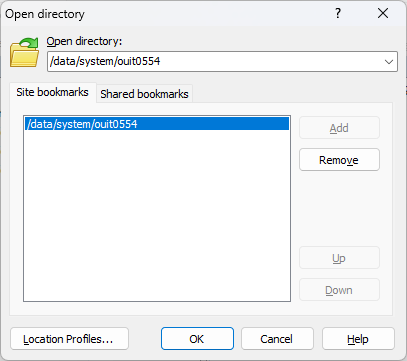 Open directory
?
Open directory:
/data/system/ouit0554
Site bookmarks
Shared bookmarks
/data/system/ouit0554
Add
Remove
Up
Down
Location Profiles...
OK
Cancel
Help